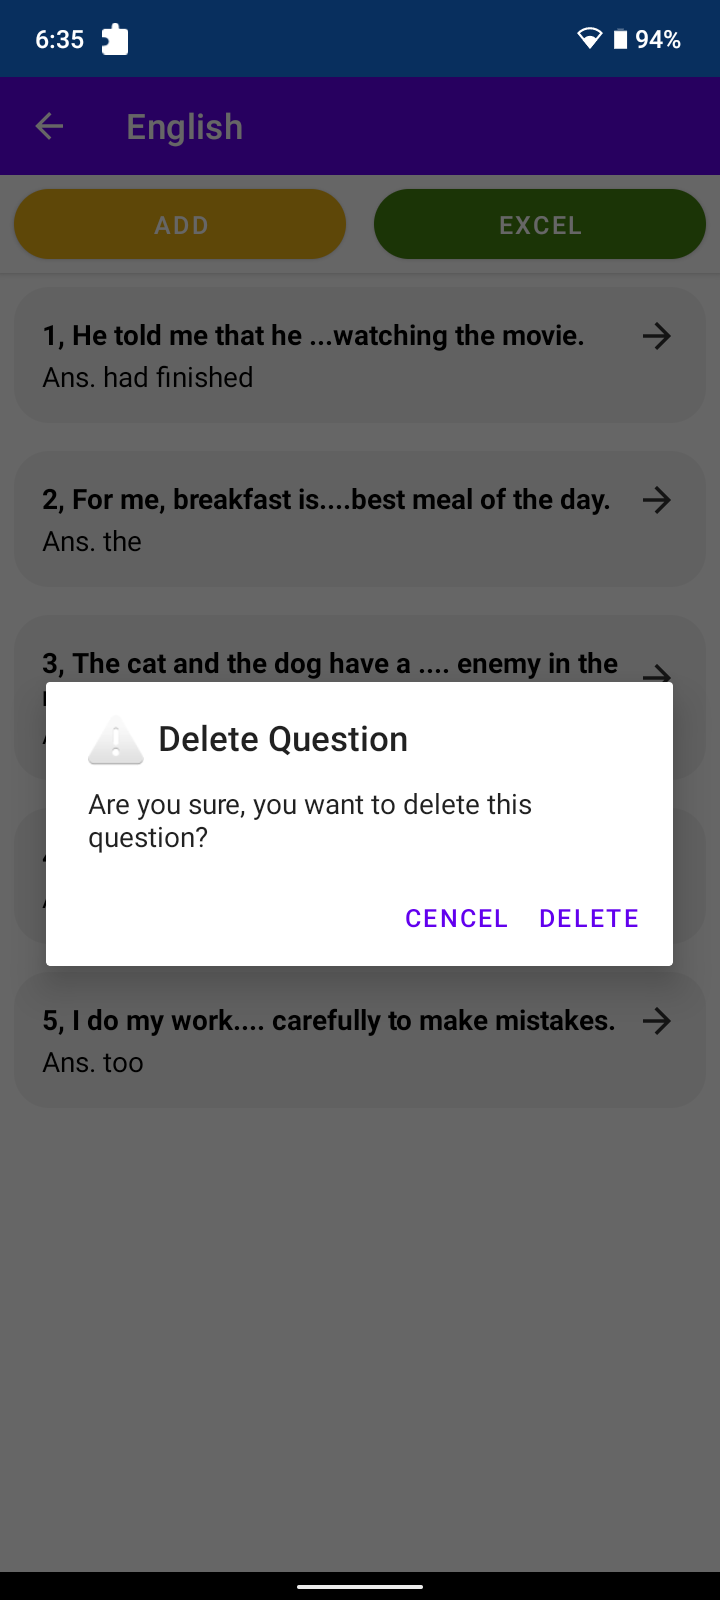 6:35
94%
English
ADD
EXCEL
1, He told me that he ...watching the movie.
Ans. had finished
2, For me, breakfast is....best meal of the day.
Ans. the
3, The cat and the dog have a .... enemy in the
Delete Question
Are you sure, you want to delete this
question?
CENCEL
DELETE
5, I do my work.... carefully to make mistakes.
Ans. too